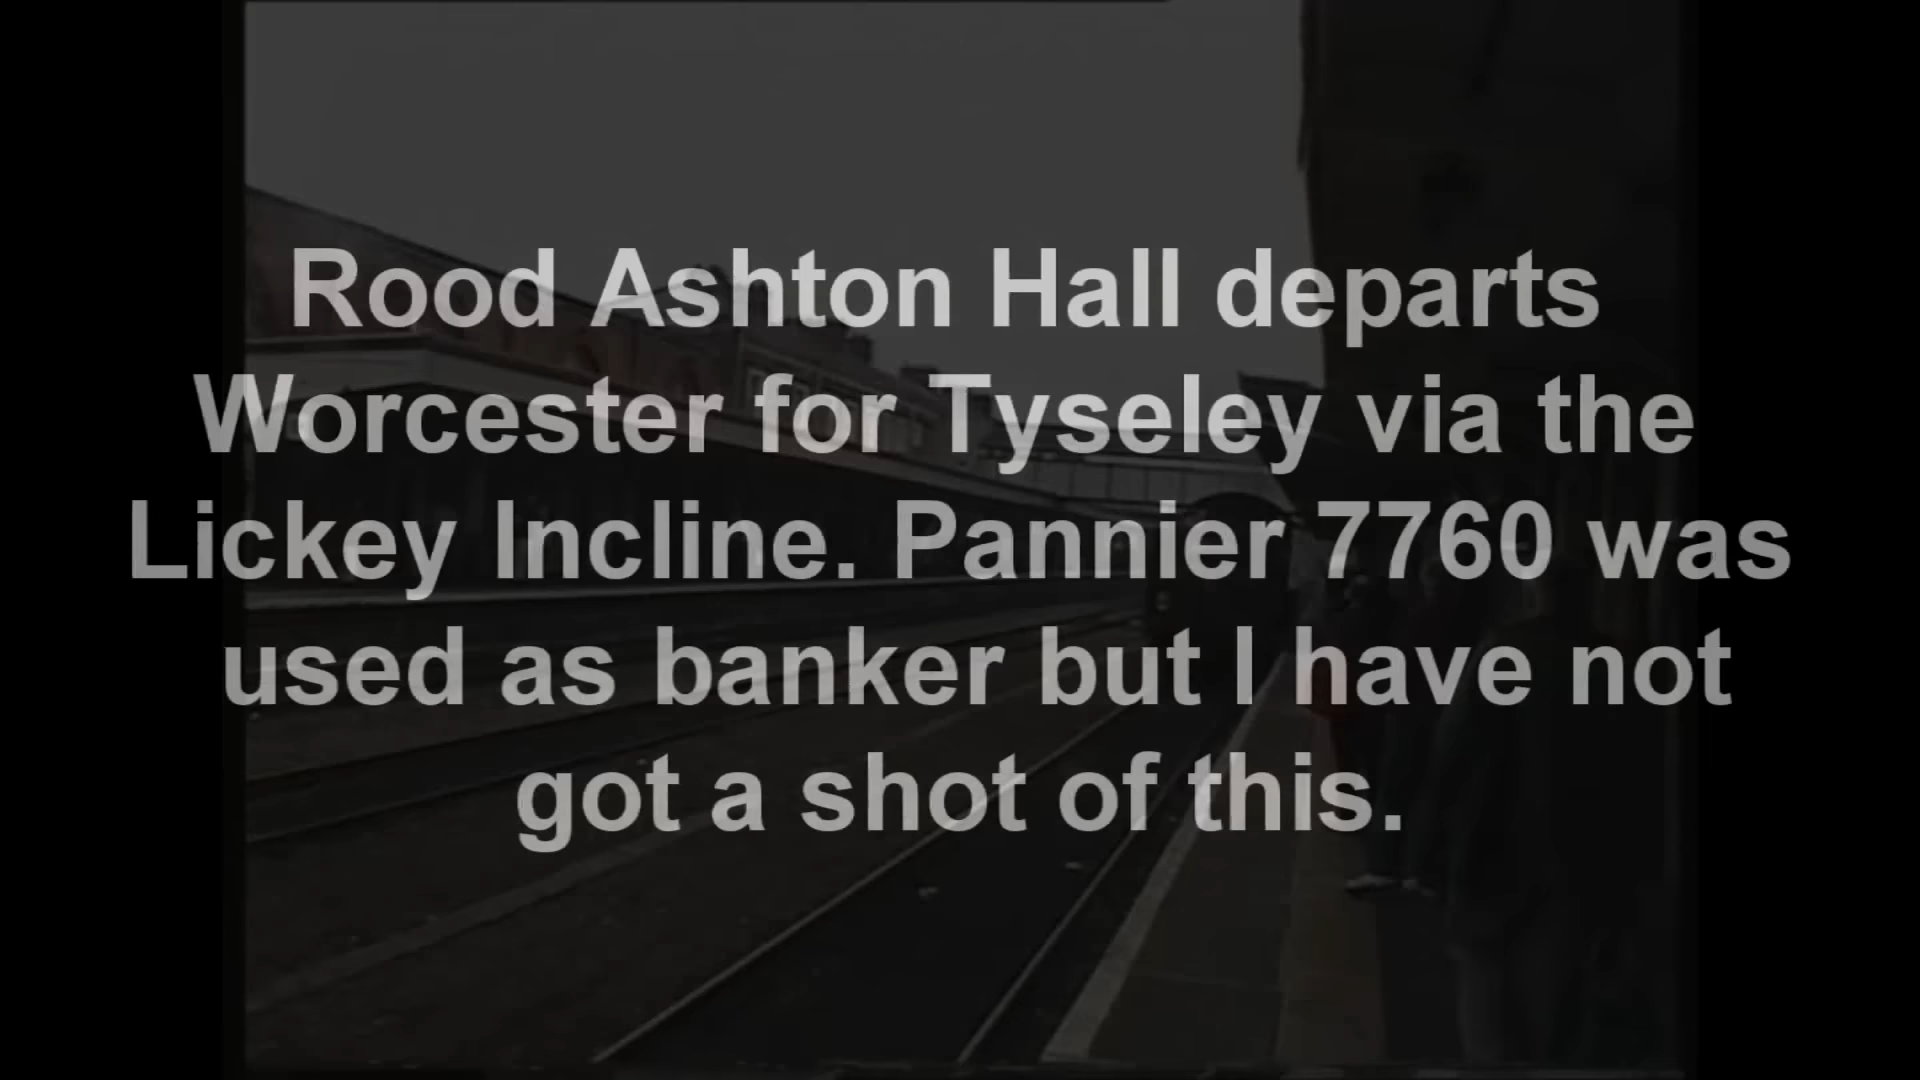 Rood Ashton Hall departs
Worcester for Tyseley via the
Lickey Incline. Pannier 7760 was
used as banker but I have not
got a shot of this.